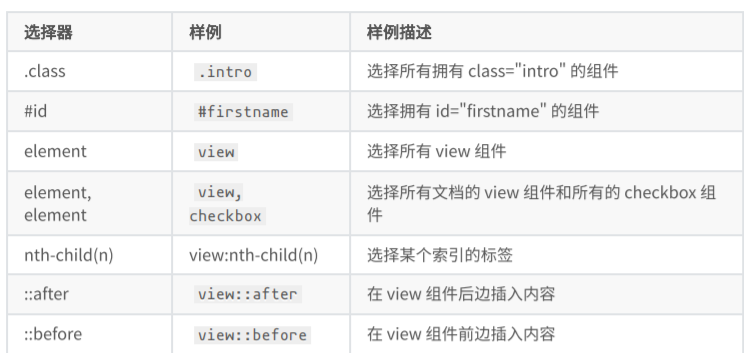 选择器 样例 样例描述
.class .intro 选择所有拥有 class="intro" 的组件
#id #firstname 选择拥有 id="firstname" 的组件
element view 选择所有 view 组件
element, view, 选择所有文档的 view 组件和所有的 checkbox 组
element checkbox 件
nth-child(n) view:nth-child(n) 选择某个索引的标签
::after view::after 在 view 组件后边插入内容
::before view::before 在 view 组件前边插入内容